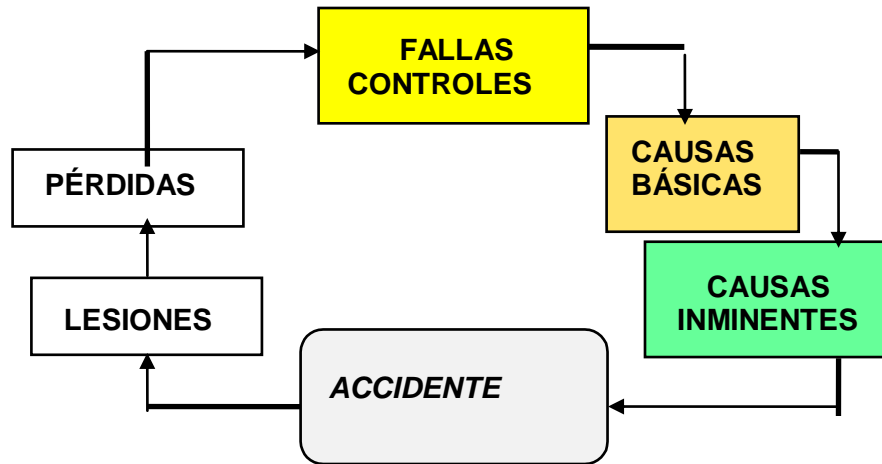 FALLAS
CONTROLES
CAUSAS
BÁSICAS
CAUSAS
INMINENTES
ACCIDENTE
LESIONES
PÉRDIDAS